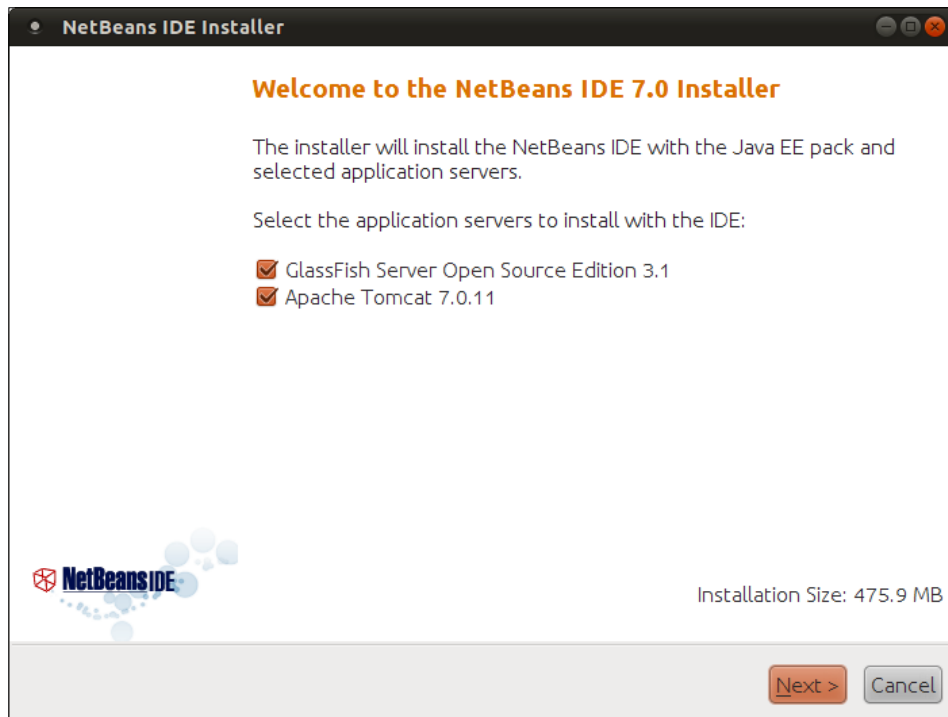 NetBeans IDE Installer
Welcome to the NetBeans IDE 7.0 Installer
The installer will install the NetBeans IDE with the Java EE pack and
selected application servers.
Select the application servers to install with the IDE:
GlassFish Server Open Source Edition 3.1
Apache Tomcat 7.0.11
NetBeans IDE
Installation Size: 475.9 MB
Next >
Cancel